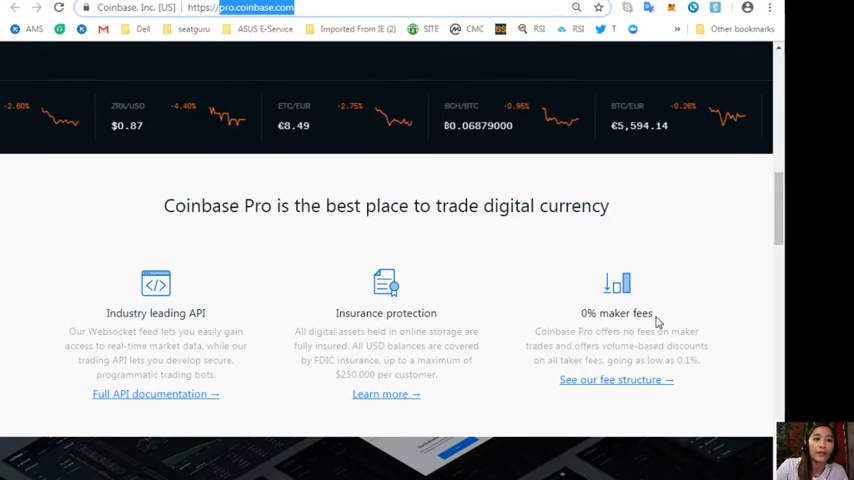 Coinbase, Inc. [US] | https://pro.coinbase.com
AMS Dell seatguru ASUS E-Service Imported From IE (2) SITE CMC RSI RSI T » Other bookmarks
-2.60% ZRX/USD -4.40% ETC/EUR -2.75% BCH/BTC -0.95% BTC/EUR -0.26%
$0.87 €8.49 ฿0.06879000 €5,594.14
Coinbase Pro is the best place to trade digital currency
Industry leading API
Our Websocket feed lets you easily gain
access to real-time market data, while our
trading API lets you develop secure,
programmatic trading bots.
Full API documentation →
Insurance protection
All digital assets held in online storage are
fully insured. All USD balances are covered
by FDIC insurance, up to a maximum of
$250.000 per customer.
Learn more →
0% maker fees
Coinbase Pro offers no fees on maker
trades and offers volume-based discounts
on all taker fees, going as low as 0.1%.
See our fee structure →